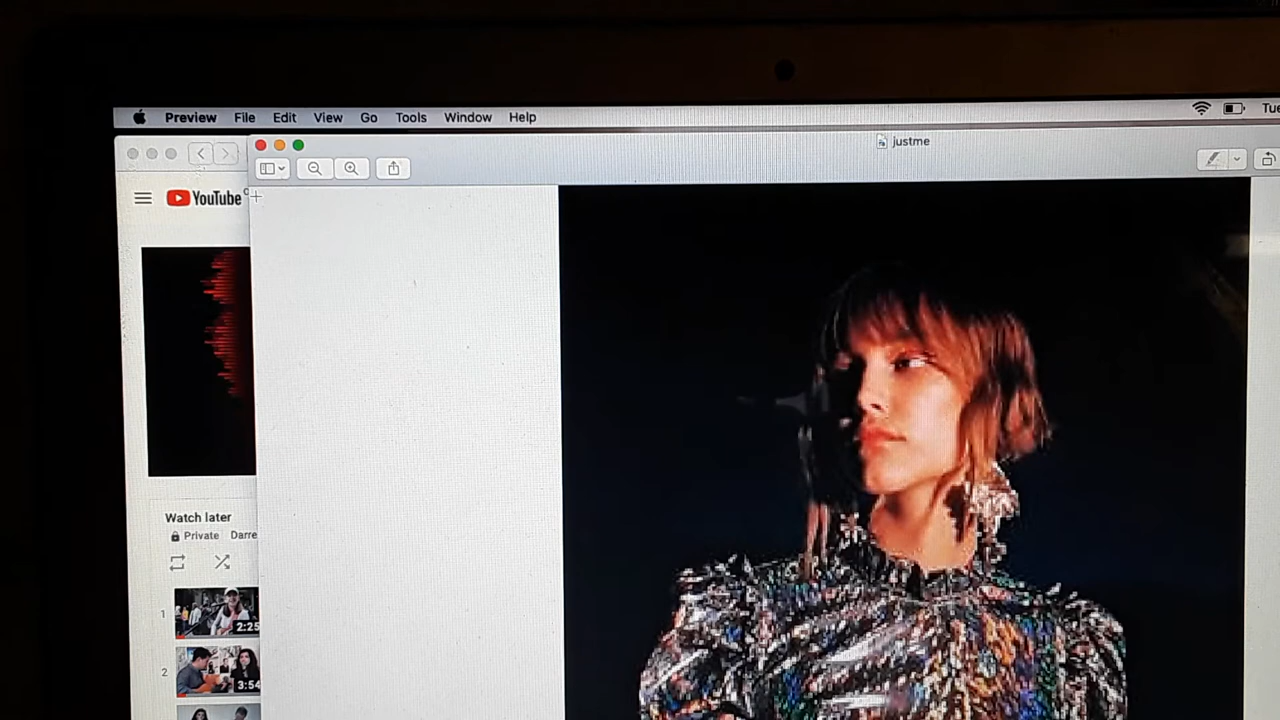 Preview File Edit View Go Tools Window Help
Tue
justme
YouTube
Watch later
Private Darre
1
2:25
2
3:54